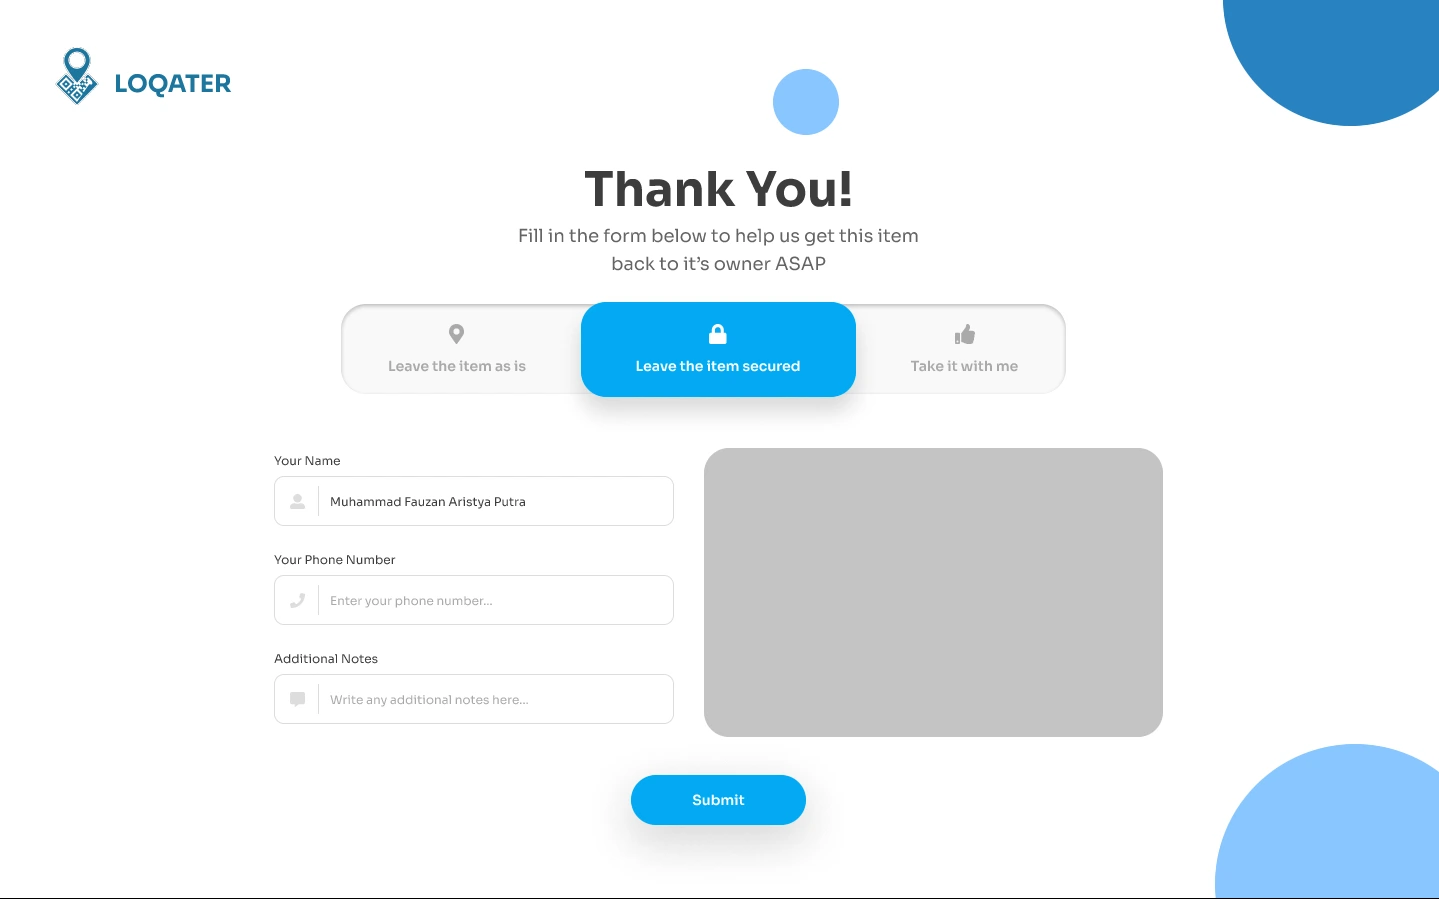 LOQATER
Thank You!
Fill in the form below to help us get this item
back to it’s owner ASAP
Leave the item as is
Leave the item secured
Take it with me
Your Name
Muhammad Fauzan Aristya Putra
Your Phone Number
Enter your phone number...
Additional Notes
Write any additional notes here...
Submit